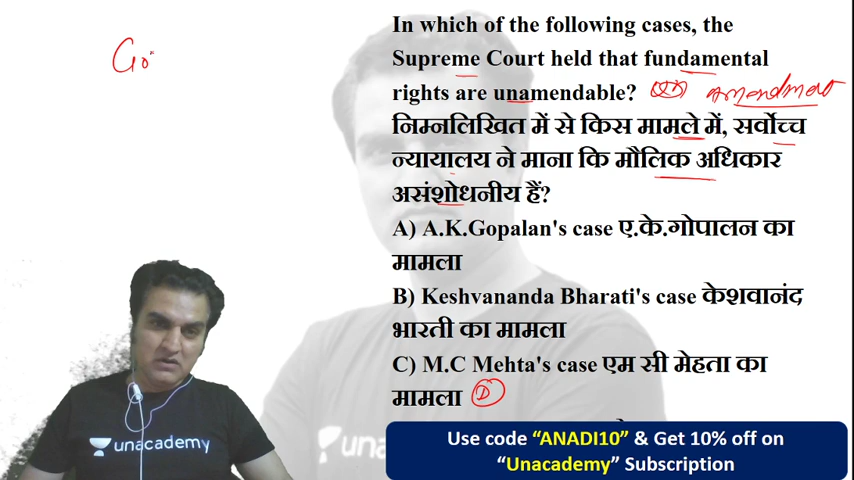 Go
In which of the following cases, the
Supreme Court held that fundamental
rights are unamendable? amendment
निम्नलिखित में से किस मामले में, सर्वोच्च
न्यायालय ने माना कि मौलिक अधिकार
असंशोधनीय हैं?
A) A.K.Gopalan's case ए.के.गोपालन का
मामला
B) Keshvananda Bharati's case केशवानंद
भारती का मामला
C) M.C Mehta's case एम सी मेहता का
मामला D
Use code “ANADI10” & Get 10% off on
“Unacademy” Subscription
unacademy
una